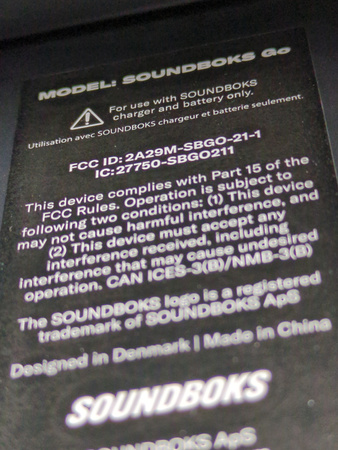 MODEL: SOUNDBOKS Go
For use with SOUNDBOKS
charger and battery only.
Utilisation avec SOUNDBOKS chargeur et batterie seulement.
FCC ID: 2A29M-SBGO-21-1
IC:27750-SBGO211
This device complies with Part 15 of the
FCC Rules. Operation is subject to
following two conditions: (1) This device
may not cause harmful interference, and
(2) This device must accept any
interference received, including
interference that may cause undesired
operation. CAN ICES-3(B)/NMB-3(B)
The SOUNDBOKS logo is a registered
trademark of SOUNDBOKS ApS
Designed in Denmark | Made in China
SOUNDBOKS
SOUNDBOKS ApS